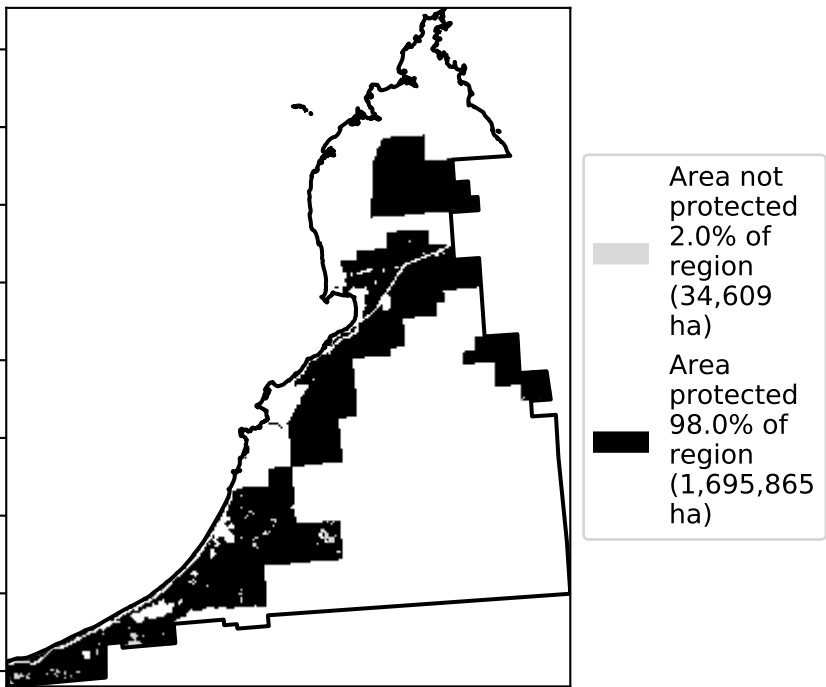 Area not
protected
2.0% of
region
(34,609
ha)
Area
protected
98.0% of
region
(1,695,865
ha)